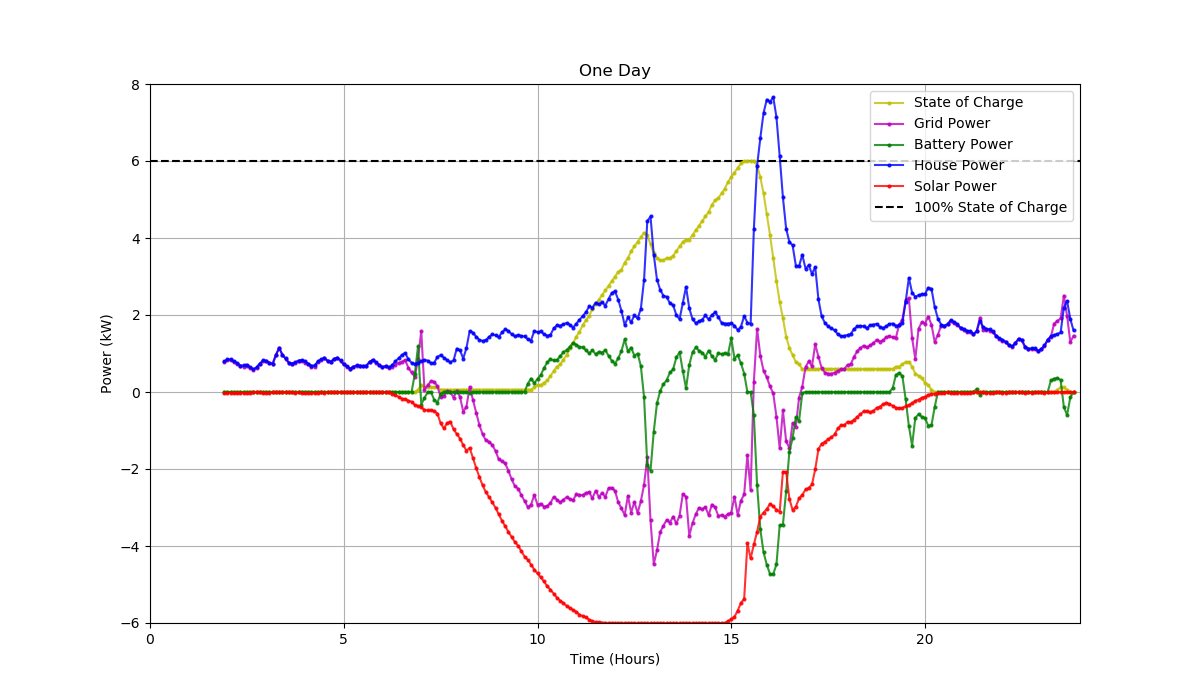 One Day
8
6
4
2
0
−2
−4
−6
Power (kW)
State of Charge
Grid Power
Battery Power
House Power
Solar Power
100% State of Charge
0 5 10 15 20
Time (Hours)